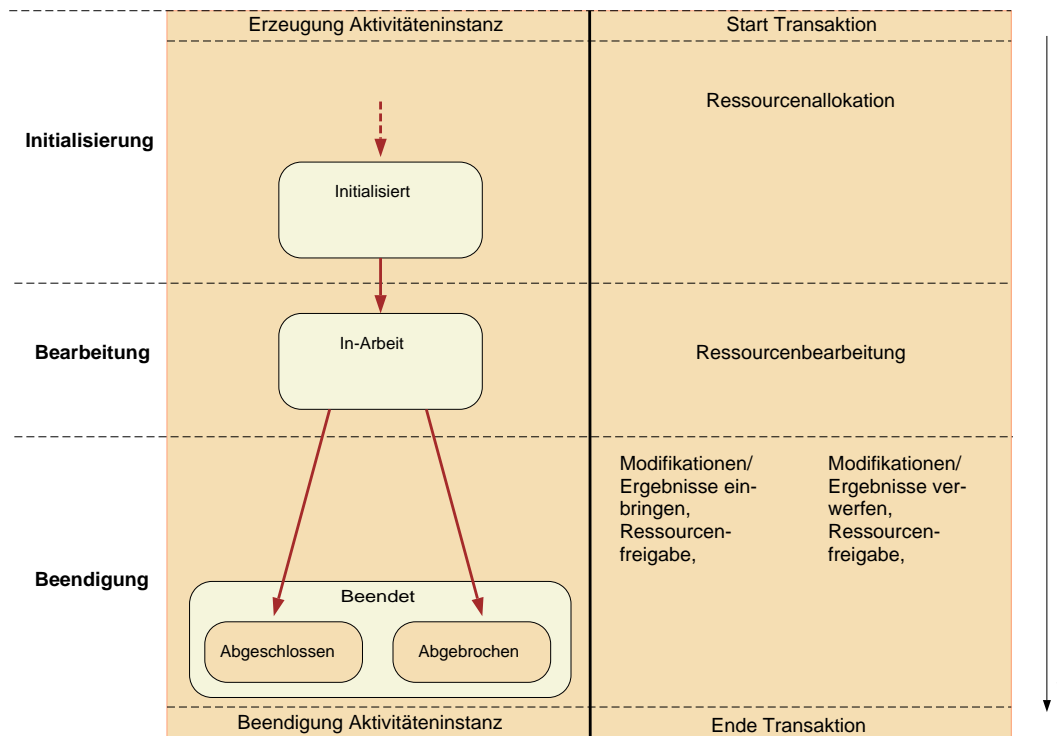 Erzeugung Aktivitäteninstanz
Start Transaktion
Ressourcenallokation
Initialisierung
Initialisiert
Bearbeitung
In-Arbeit
Ressourcenbearbeitung
Modifikationen/
Ergebnisse ein-
bringen,
Ressourcen-
freigabe,
Modifikationen/
Ergebnisse ver-
werfen,
Ressourcen-
freigabe,
Beendigung
Beendet
Abgeschlossen
Abgebrochen
Beendigung Aktivitäteninstanz
Ende Transaktion